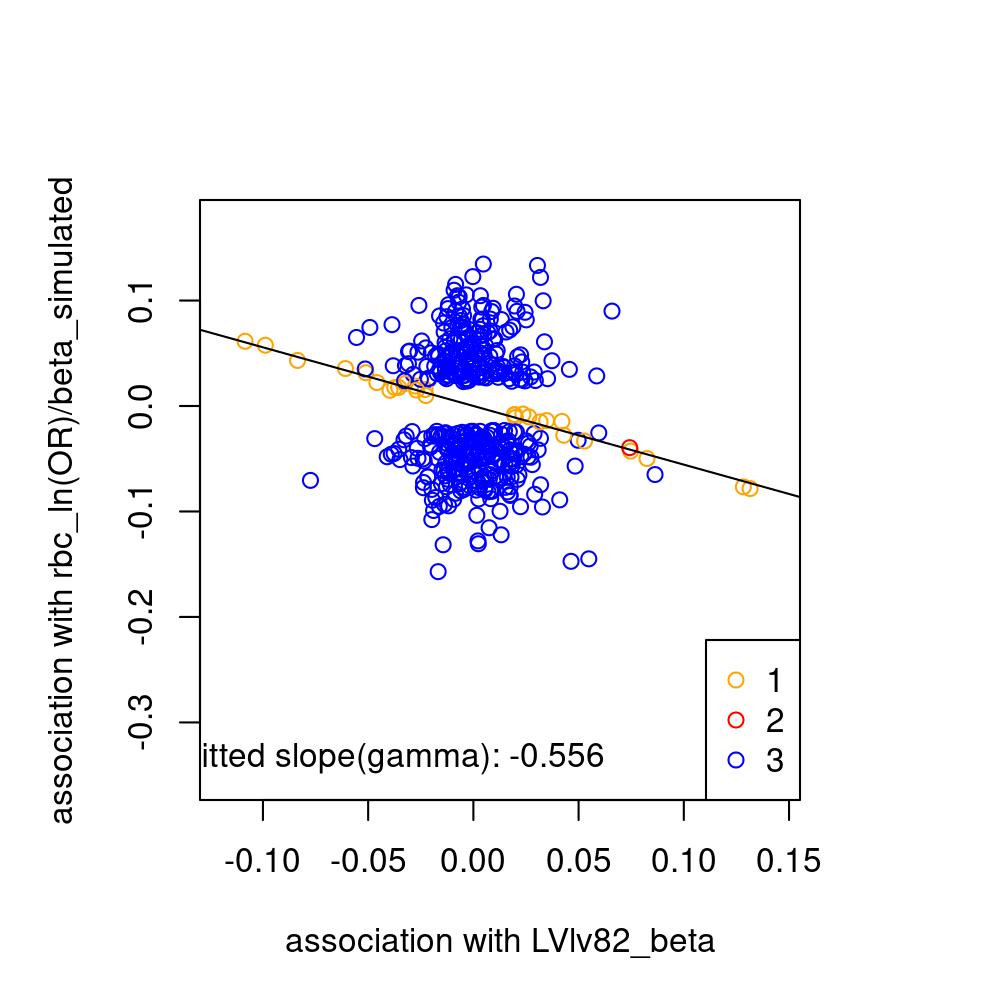 association with rbc_ln(OR)/beta_simulated
0.1
0.0
-0.1
-0.2
-0.3
itted slope(gamma): -0.556
1
2
3
-0.10 -0.05 0.00 0.05 0.10 0.15
association with LVlv82_beta